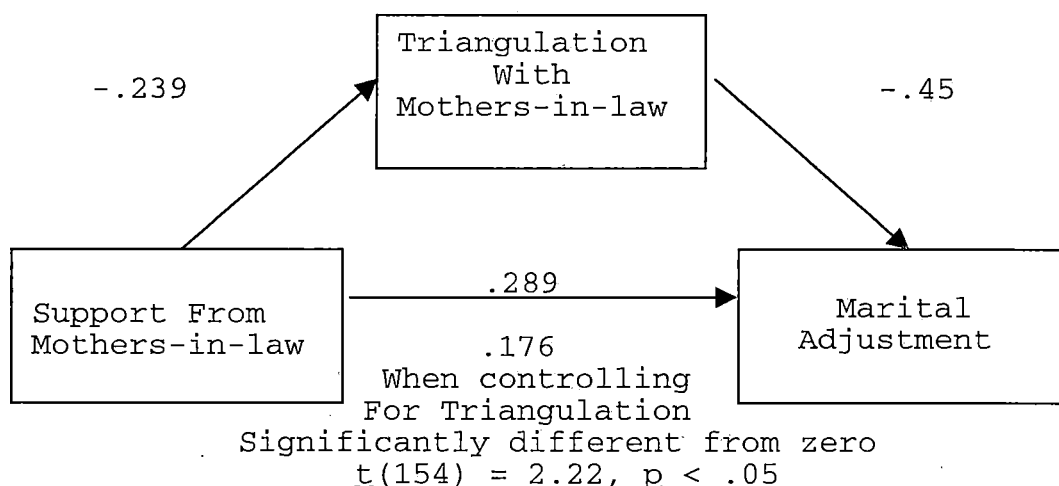 Triangulation
With
Mothers-in-law
-.239
-.45
Support From
Mothers-in-law
.289
Marital
Adjustment
.176
When controlling
For Triangulation
Significantly different from zero
t(154) = 2.22, p < .05